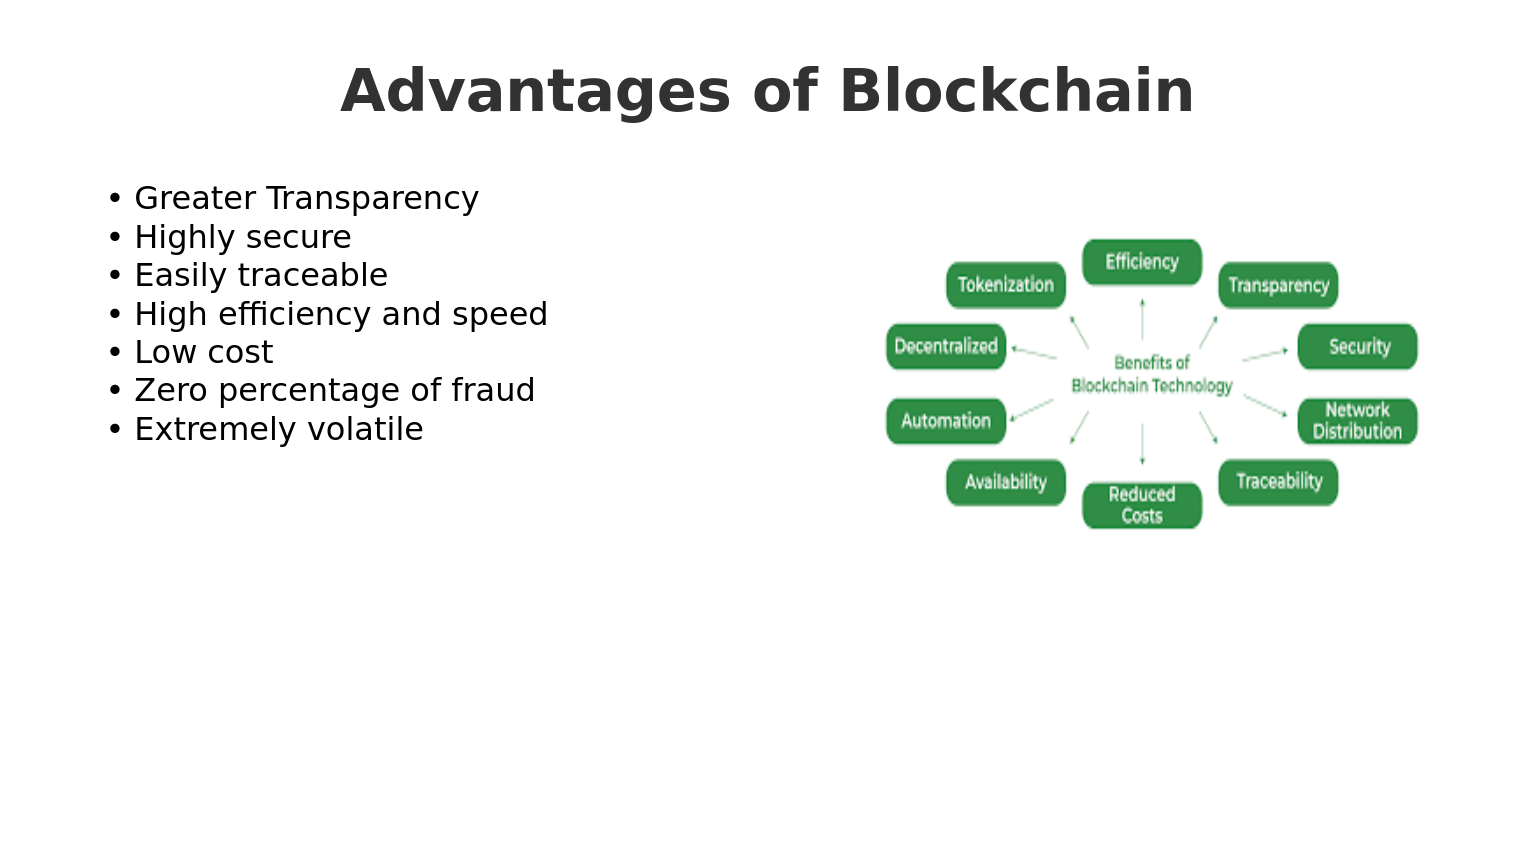 Advantages of Blockchain
• Greater Transparency
• Highly secure
• Easily traceable
• High efficiency and speed
• Low cost
• Zero percentage of fraud
• Extremely volatile
Efficiency
Tokenization
Transparency
Decentralized
Security
Benefits of
Blockchain Technology
Automation
Network
Distribution
Availability
Traceability
Reduced
Costs